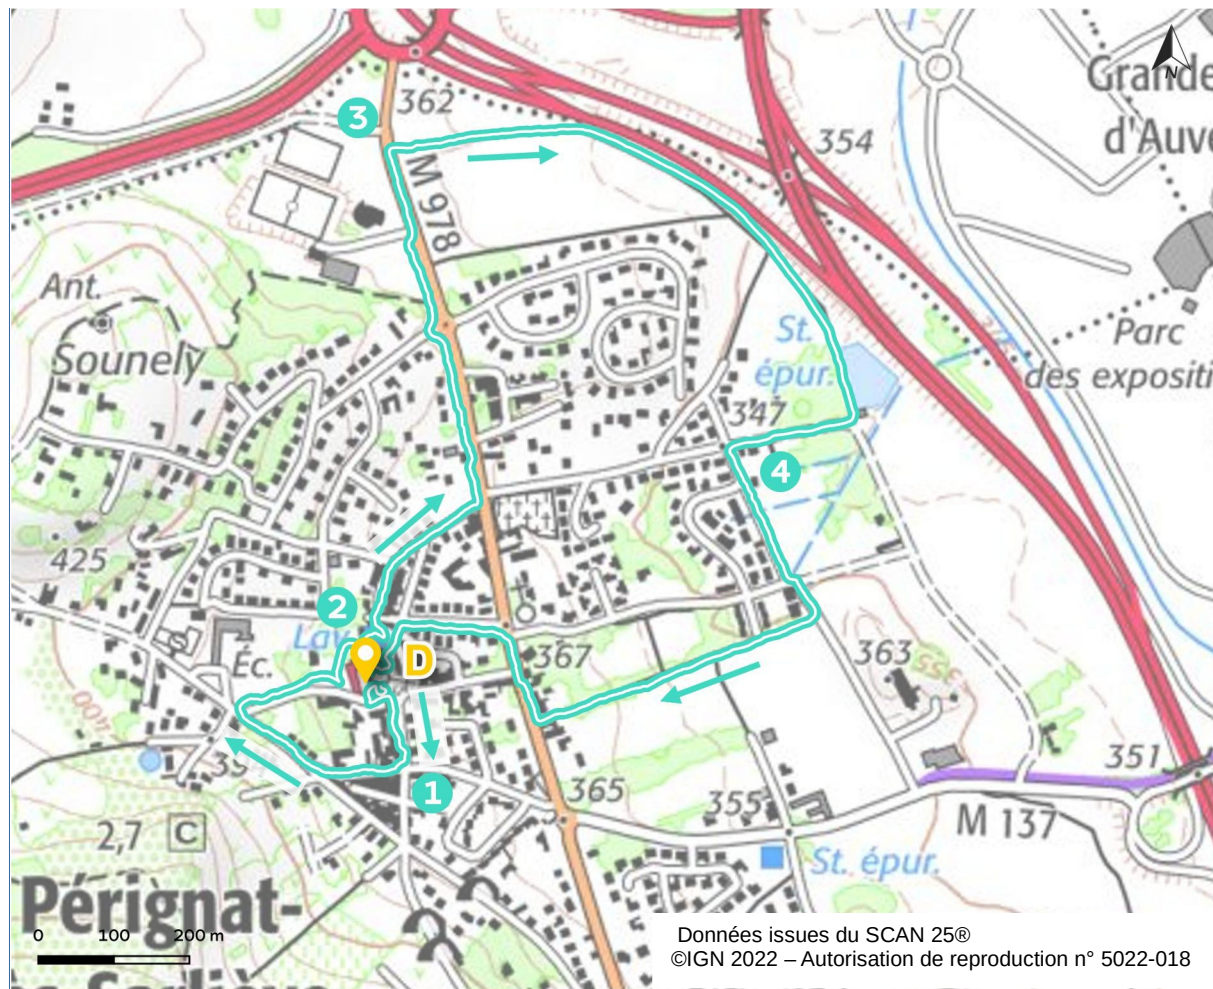 3
362
M 978
354
Grande
d'Auve
N
Ant.
Sounely
St.
épur.
347
4
Parc
des expositi
425
2
Lav
Éc.
D
367
363
400
1
365
355
351
M 137
2,7
C
St. épur.
Pérignat-
0 100 200 m
Données issues du SCAN 25®
©IGN 2022 – Autorisation de reproduction n° 5022-018